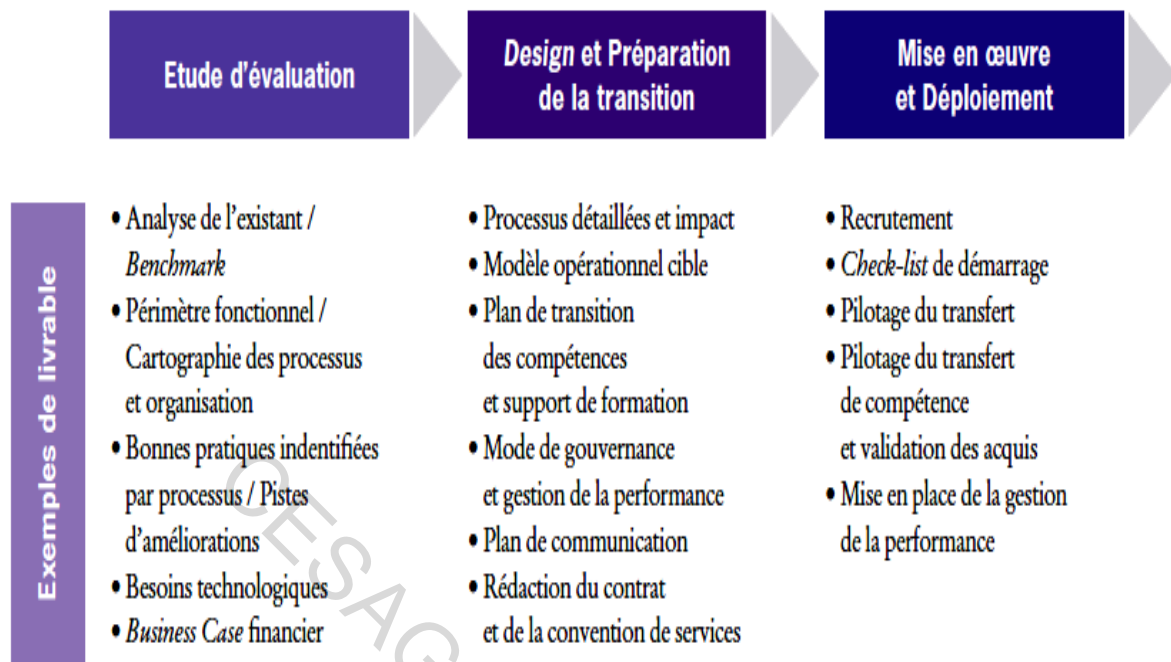 Etude d'évaluation
Design et Préparation
de la transition
Mise en œuvre
et Déploiement
Exemples de livrable
• Analyse de l'existant /
Benchmark
• Périmètre fonctionnel /
Cartographie des processus
et organisation
• Bonnes pratiques indentifiées
par processus / Pistes
d'améliorations
• Besoins technologiques
• Business Case financier
• Processus détaillées et impact
• Modèle opérationnel cible
• Plan de transition
des compétences
et support de formation
• Mode de gouvernance
et gestion de la performance
• Plan de communication
• Rédaction du contrat
et de la convention de services
• Recrutement
• Check-list de démarrage
• Pilotage du transfert
• Pilotage du transfert
de compétence
et validation des acquis
• Mise en place de la gestion
de la performance
CESAG